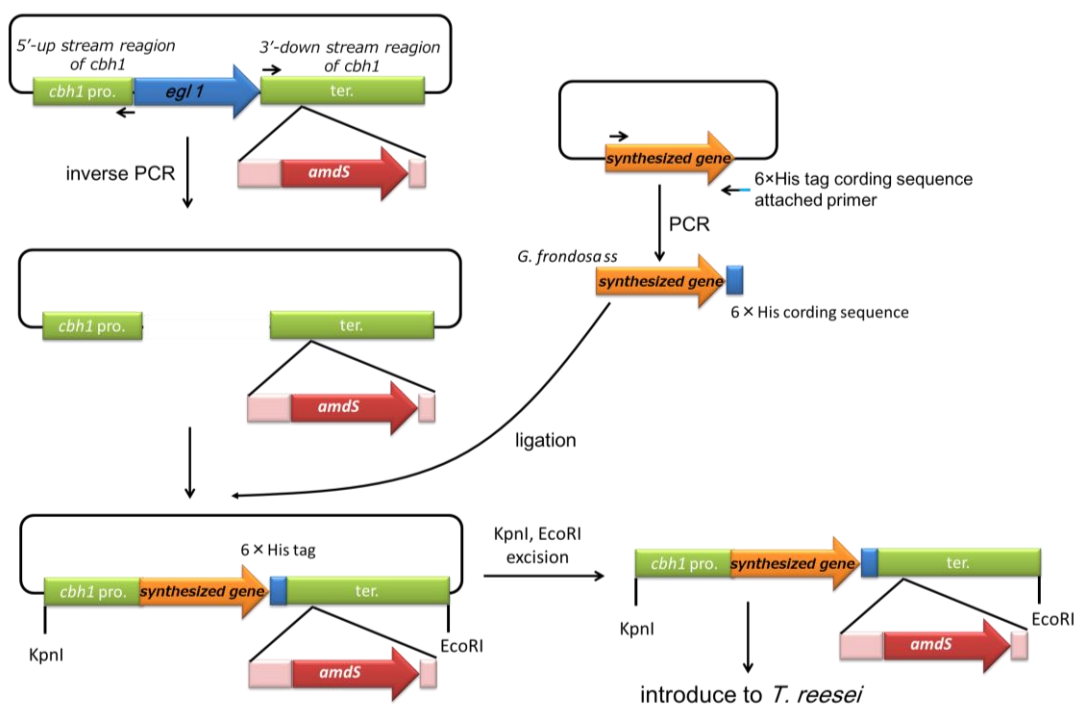 5'-up stream reagion
of cbh1
3'-down stream reagion
of cbh1
cbh1 pro.
egl 1
ter.
amdS
inverse PCR
synthesized gene
6×His tag cording sequence
attached primer
PCR
G. frondosa ss
synthesized gene
6 × His cording sequence
cbh1 pro.
ter.
amdS
ligation
6 × His tag
cbh1 pro.
synthesized gene
ter.
KpnI
EcoRI
amdS
KpnI, EcoRI
excision
cbh1 pro.
synthesized gene
ter.
KpnI
EcoRI
amdS
introduce to T. reesei